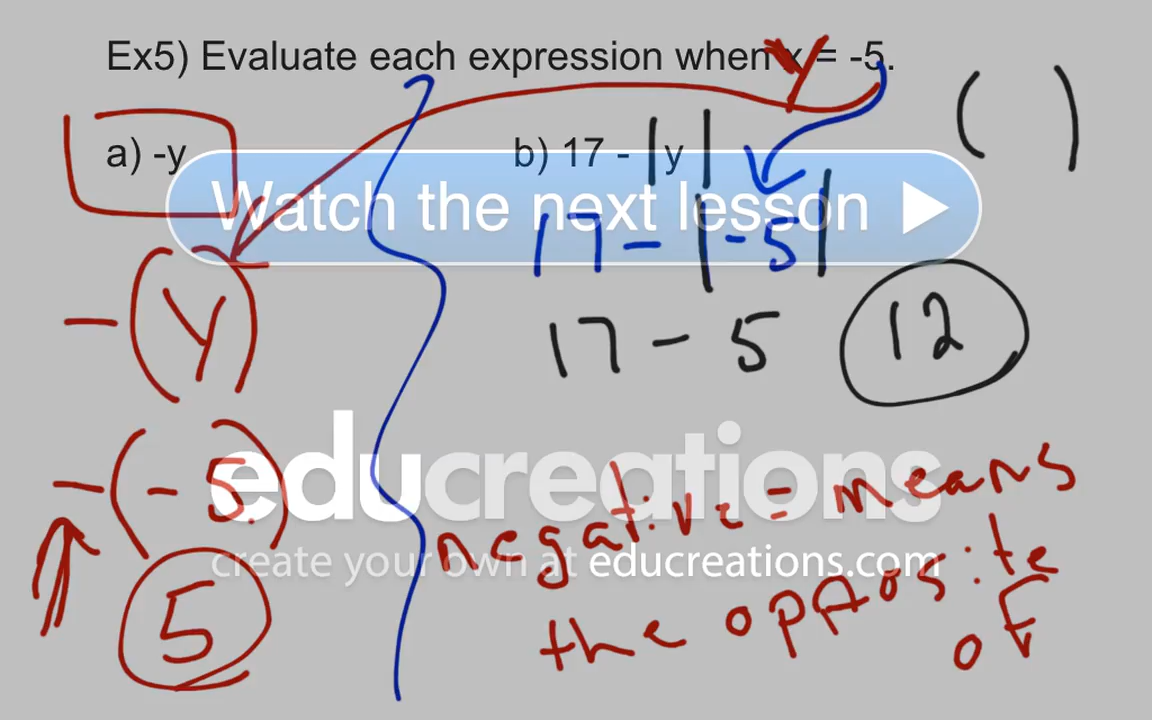 Ex5) Evaluate each expression when y = -5.
a) -y
b) 17 - |y|
Watch the next lesson
17 - |-5|
-(y)
17 - 5
12
-(-5)
5
educreations
create your own at educreations.com
negative = means
the opposite
of
( )